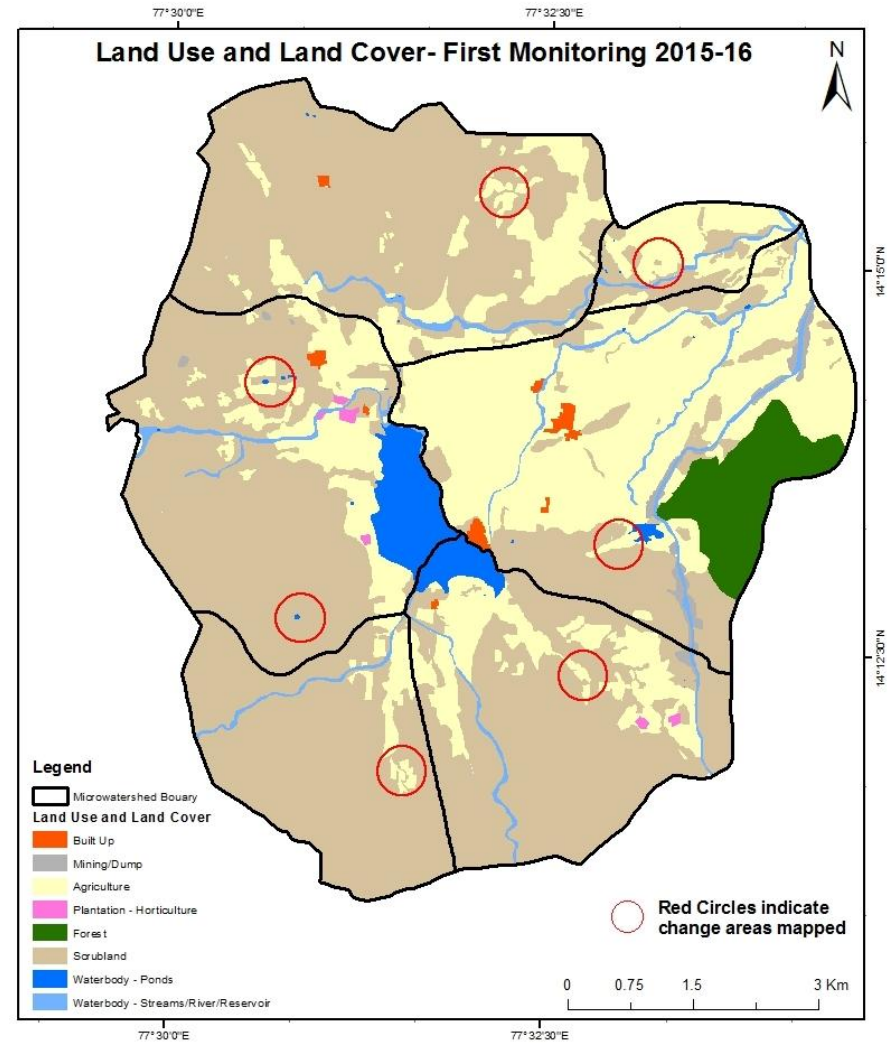 77°30'0"E
77°32'30"E
Land Use and Land Cover- First Monitoring 2015-16
N
14°15'0"N
14°12'30"N
Legend
Microwatershed Bouary
Land Use and Land Cover
Built Up
Mining/Dump
Agriculture
Plantation - Horticulture
Forest
Scrubland
Waterbody - Ponds
Waterbody - Streams/River/Reservoir
Red Circles indicate
change areas mapped
0 0.75 1.5 3 Km
77°30'0"E
77°32'30"E